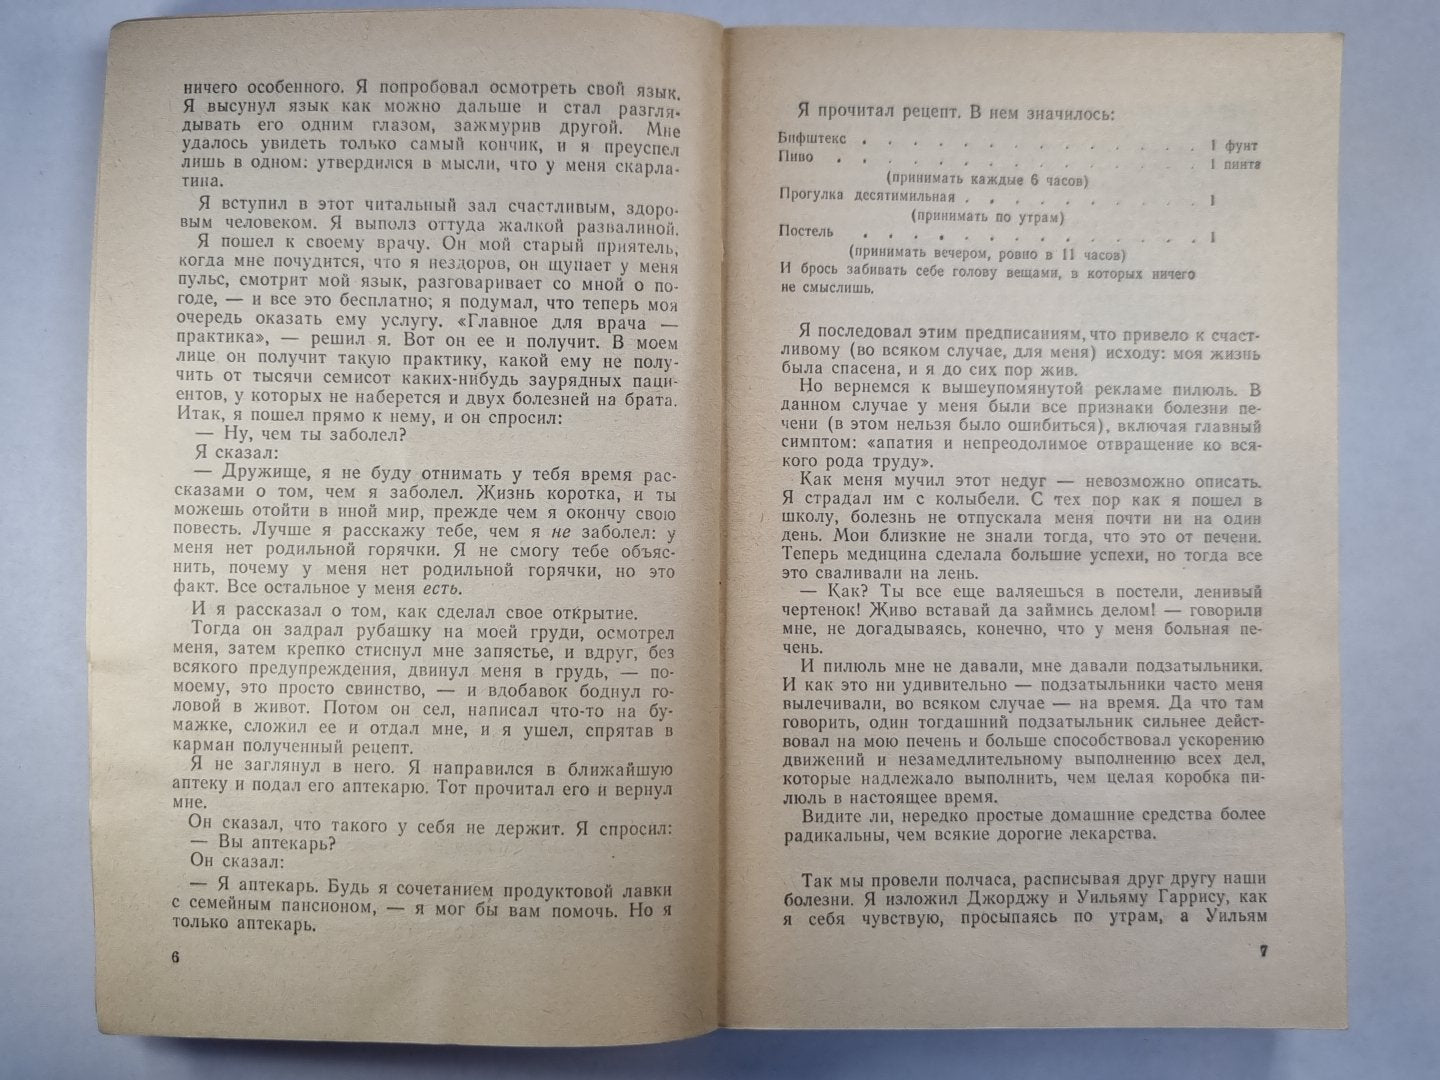 ничего особенного. Я попробовал осмотреть свой язык.
Я высунул язык как можно дальше и стал разгля-
дывать его одним глазом, зажмурив другой. Мне
удалось увидеть только самый кончик, и я преуспел
лишь в одном: утвердился в мысли, что у меня скарла-
тина.
Я вступил в этот читальный зал счастливым, здоро-
вым человеком. Я выполз оттуда жалкой развалиной.
Я пошел к своему врачу. Он мой старый приятель,
когда мне почудится, что я нездоров, он щупает у меня
пульс, смотрит мой язык, разговаривает со мной о по-
годе, — и все это бесплатно; я подумал, что теперь моя
очередь оказать ему услугу. «Главное для врача —
практика», — решил я. Вот он ее и получит. В моем
лице он получит такую практику, какой ему не полу-
чить от тысячи семисот каких-нибудь заурядных паци-
ентов, у которых не наберется и двух болезней на брата.
Итак, я пошел прямо к нему, и он спросил:
— Ну, чем ты заболел?
Я сказал:
— Дружище, я не буду отнимать у тебя время рас-
сказами о том, чем я заболел. Жизнь коротка, и ты
можешь отойти в иной мир, прежде чем я окончу свою
повесть. Лучше я расскажу тебе, чем я не заболел: у
меня нет родильной горячки. Я не смогу тебе объяс-
нить, почему у меня нет родильной горячки, но это
факт. Все остальное у меня есть.
И я рассказал о том, как сделал свое открытие.
Тогда он задрал рубашку на моей груди, осмотрел
меня, затем крепко стиснул мне запястье, и вдруг, без
всякого предупреждения, двинул меня в грудь, — по-
моему, это просто свинство, — и вдобавок боднул го-
ловой в живот. Потом он сел, написал что-то на бу-
мажке, сложил ее и отдал мне, и я ушел, спрятав в
карман полученный рецепт.
Я не заглянул в него. Я направился в ближайшую
аптеку и подал его аптекарю. Тот прочитал его и вернул
мне.
Он сказал, что такого у себя не держит. Я спросил:
— Вы аптекарь?
Он сказал:
— Я аптекарь. Будь я сочетанием продуктовой лавки
с семейным пансионом, — я мог бы вам помочь. Но я
только аптекарь.
6
Я прочитал рецепт. В нем значилось:
Бифштекс . . . . . . . . . . . . . . 1 фунт
Пиво . . . . . . . . . . . . . . . 1 пинта
(принимать каждые 6 часов)
Прогулка десятимильная . . . . . . . . . . 1
(принимать по утрам)
Постель . . . . . . . . . . . . . . 1
(принимать вечером, ровно в 11 часов)
И брось забивать себе голову вещами, в которых ничего
не смыслишь.
Я последовал этим предписаниям, что привело к счаст-
ливому (во всяком случае, для меня) исходу: моя жизнь
была спасена, и я до сих пор жив.
Но вернемся к вышеупомянутой рекламе пилюль. В
данном случае у меня были все признаки болезни пе-
чени (в этом нельзя было ошибиться), включая главный
симптом: «апатия и непреодолимое отвращение ко вся-
кого рода труду».
Как меня мучил этот недуг — невозможно описать.
Я страдал им с колыбели. С тех пор как я пошел в
школу, болезнь не отпускала меня почти ни на один
день. Мои близкие не знали тогда, что это от печени.
Теперь медицина сделала большие успехи, но тогда все
это сваливали на лень.
— Как? Ты все еще валяешься в постели, ленивый
чертенок! Живо вставай да займись делом! — говорили
мне, не догадываясь, конечно, что у меня больная пе-
чень.
И пилюль мне не давали, мне давали подзатыльники.
И как это ни удивительно — подзатыльники часто меня
вылечивали, во всяком случае — на время. Да что там
говорить, один тогдашний подзатыльник сильнее дейст-
вовал на мою печень и больше способствовал ускорению
движений и незамедлительному выполнению всех дел,
которые надлежало выполнить, чем целая коробка пи-
люль в настоящее время.
Видите ли, нередко простые домашние средства более
радикальны, чем всякие дорогие лекарства.
Так мы провели полчаса, расписывая друг другу наши
болезни. Я изложил Джорджу и Уильяму Гаррису, как
я себя чувствую, просыпаясь по утрам, а Уильям
7